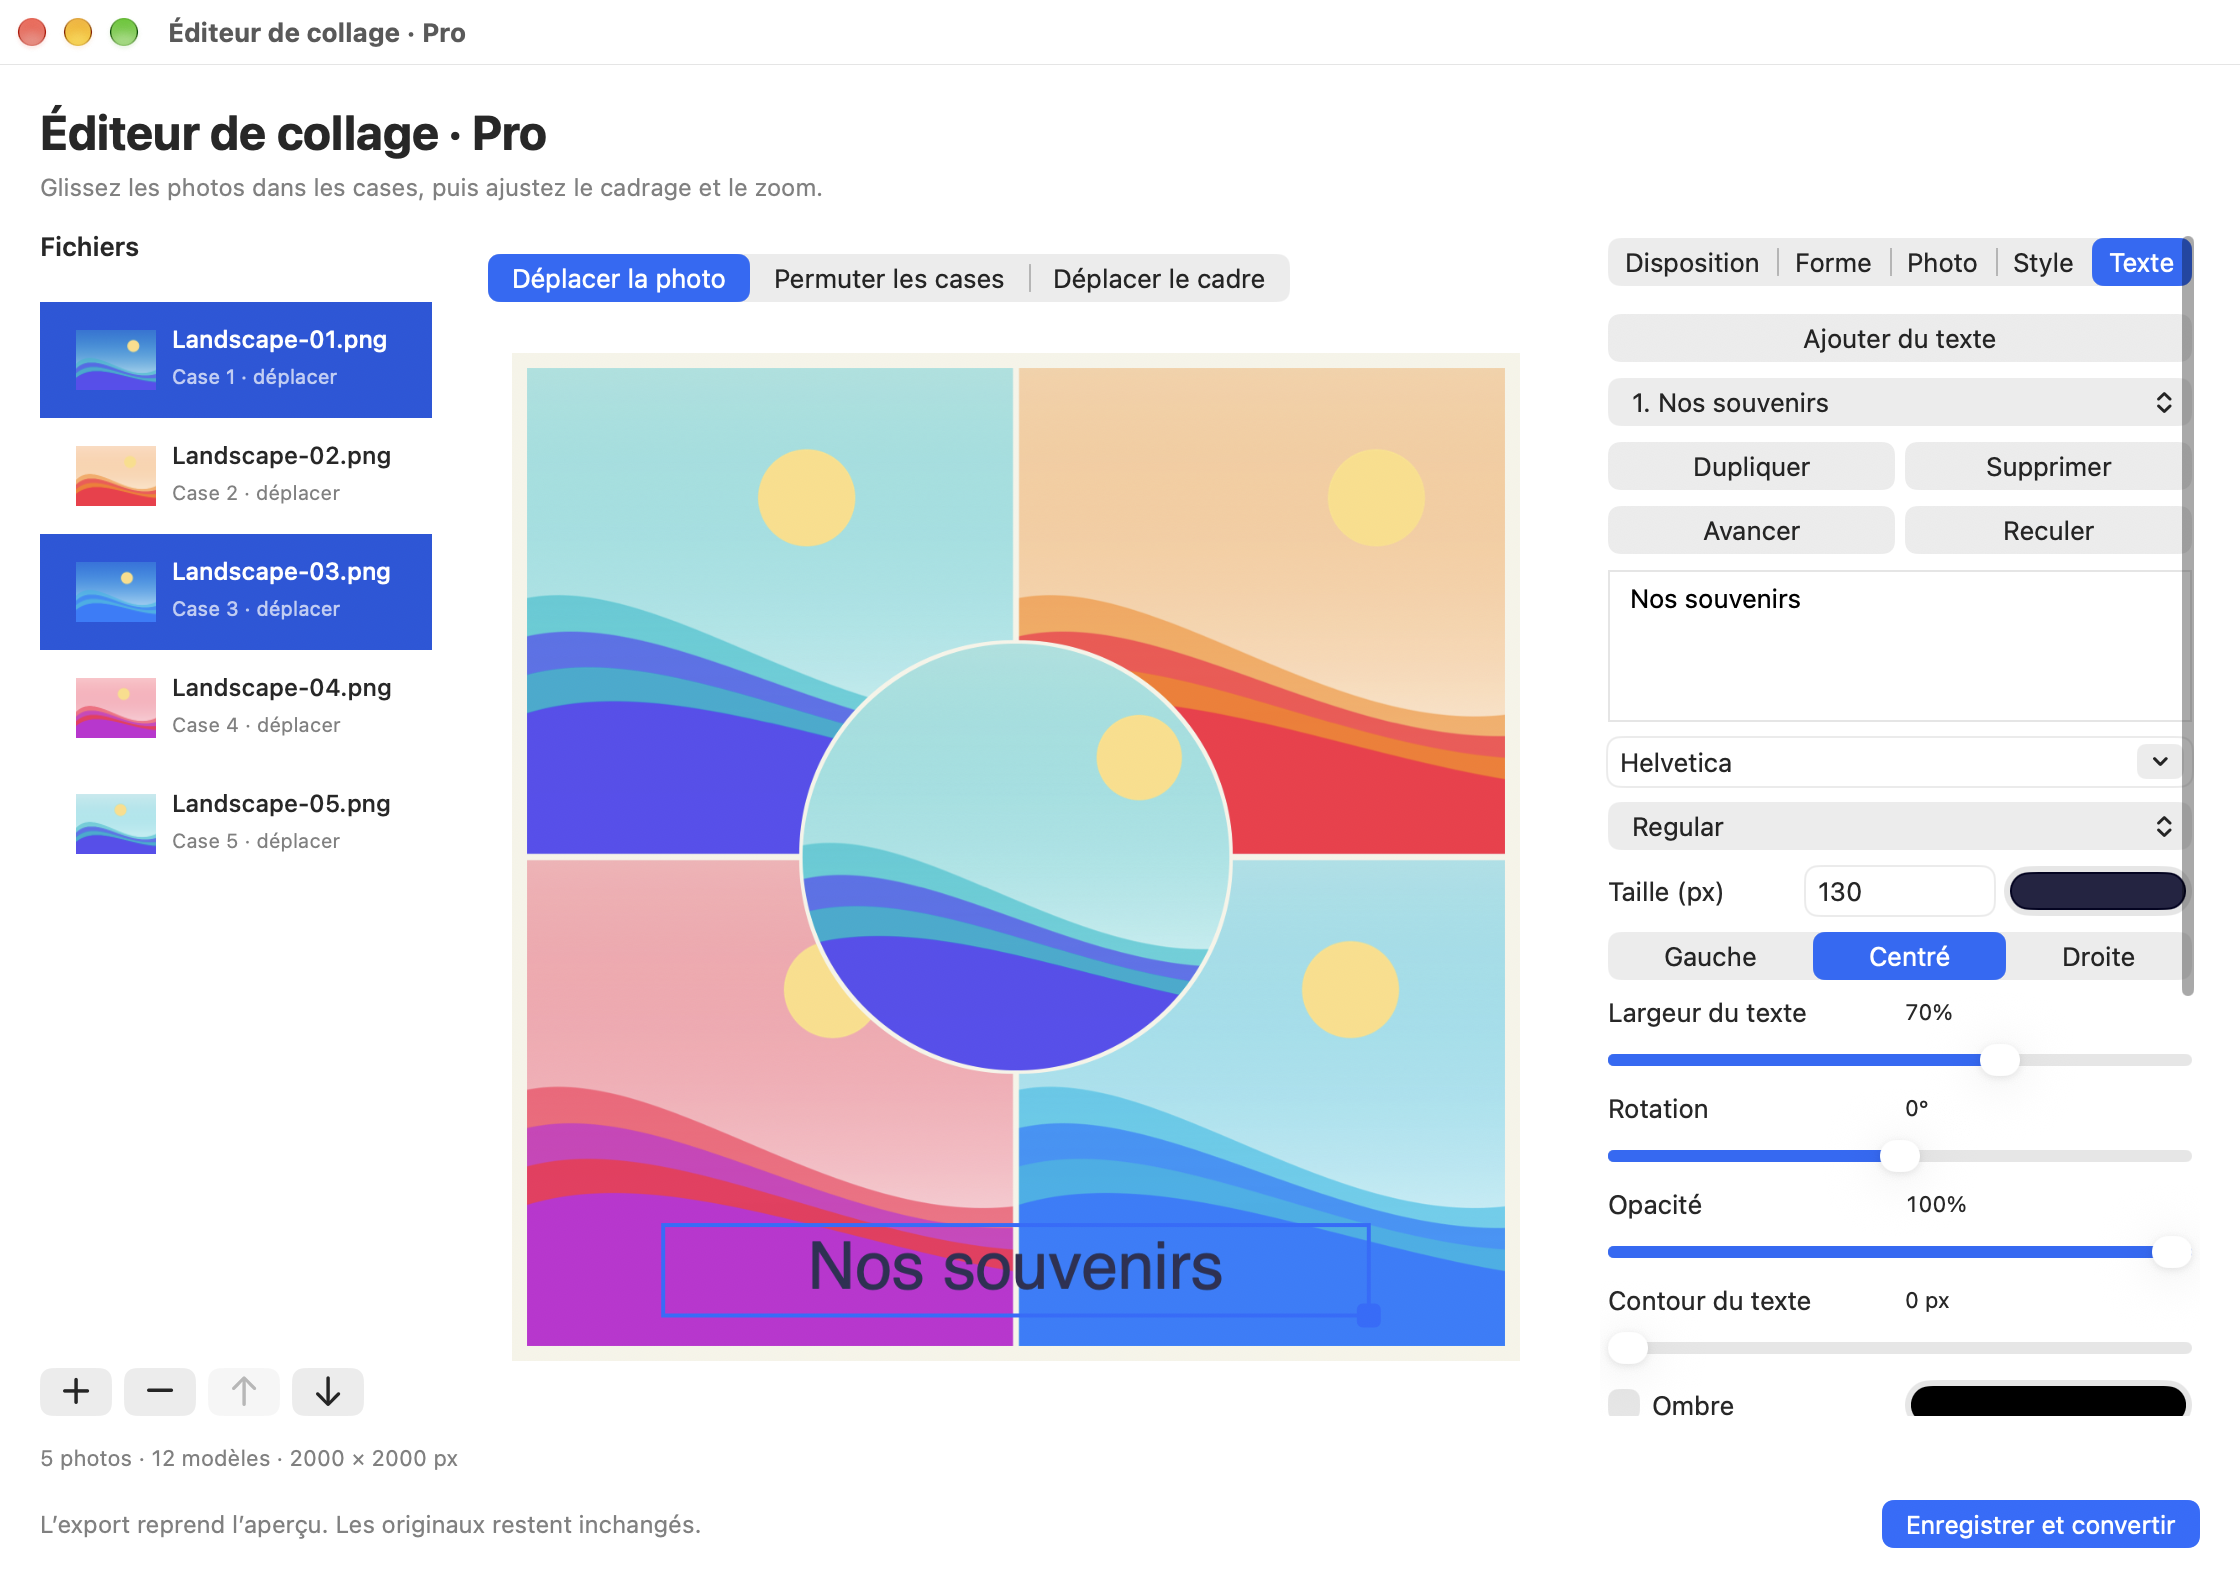 Éditeur de collage · Pro
Éditeur de collage · Pro
Glissez les photos dans les cases, puis ajustez le cadrage et le zoom.
Fichiers
Landscape-01.png
Case 1 · déplacer
Landscape-02.png
Case 2 · déplacer
Landscape-03.png
Case 3 · déplacer
Landscape-04.png
Case 4 · déplacer
Landscape-05.png
Case 5 · déplacer
5 photos · 12 modèles · 2000 × 2000 px
L’export reprend l’aperçu. Les originaux restent inchangés.
Déplacer la photo Permuter les cases Déplacer le cadre
Nos souvenirs
Disposition Forme Photo Style Texte
Ajouter du texte
1. Nos souvenirs
Dupliquer Supprimer
Avancer Reculer
Nos souvenirs
Helvetica
Regular
Taille (px) 130
Gauche Centré Droite
Largeur du texte 70%
Rotation 0°
Opacité 100%
Contour du texte 0 px
Ombre
Enregistrer et convertir